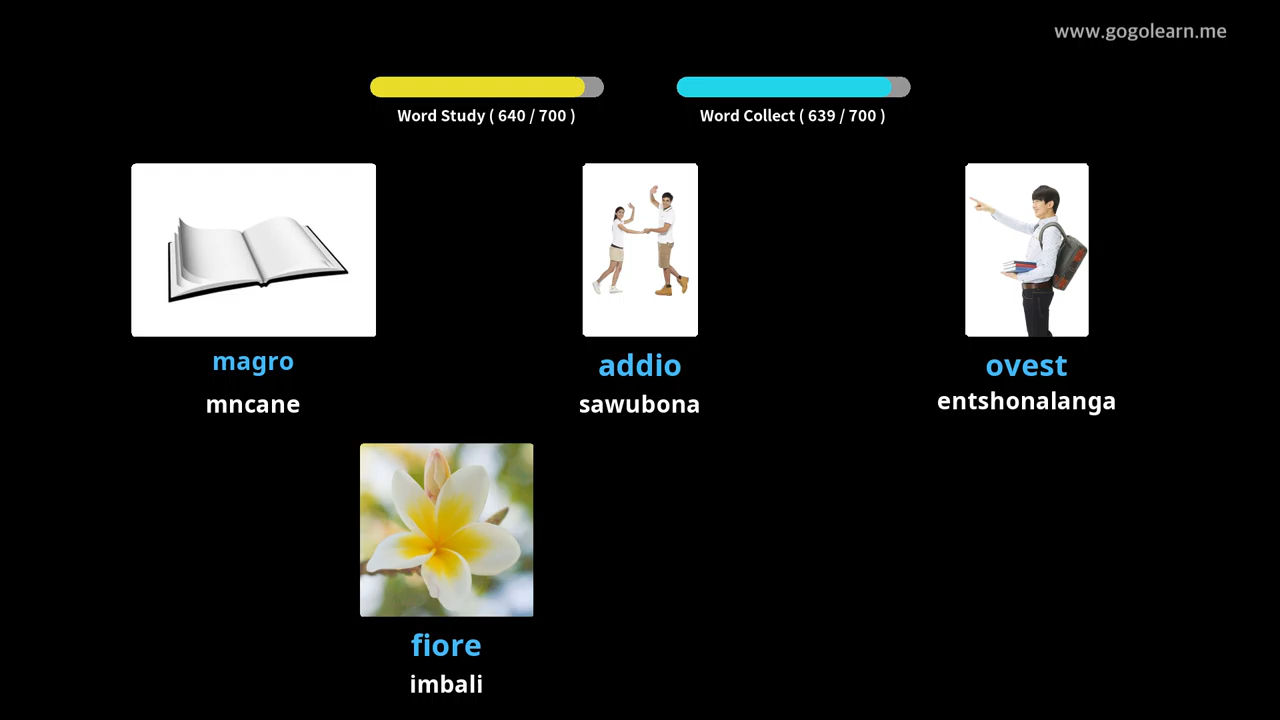 www.gogolearn.me
Word Study ( 640 / 700 )
Word Collect ( 639 / 700 )
magro
addio
ovest
mncane
sawubona
entshonalanga
fiore
imbali